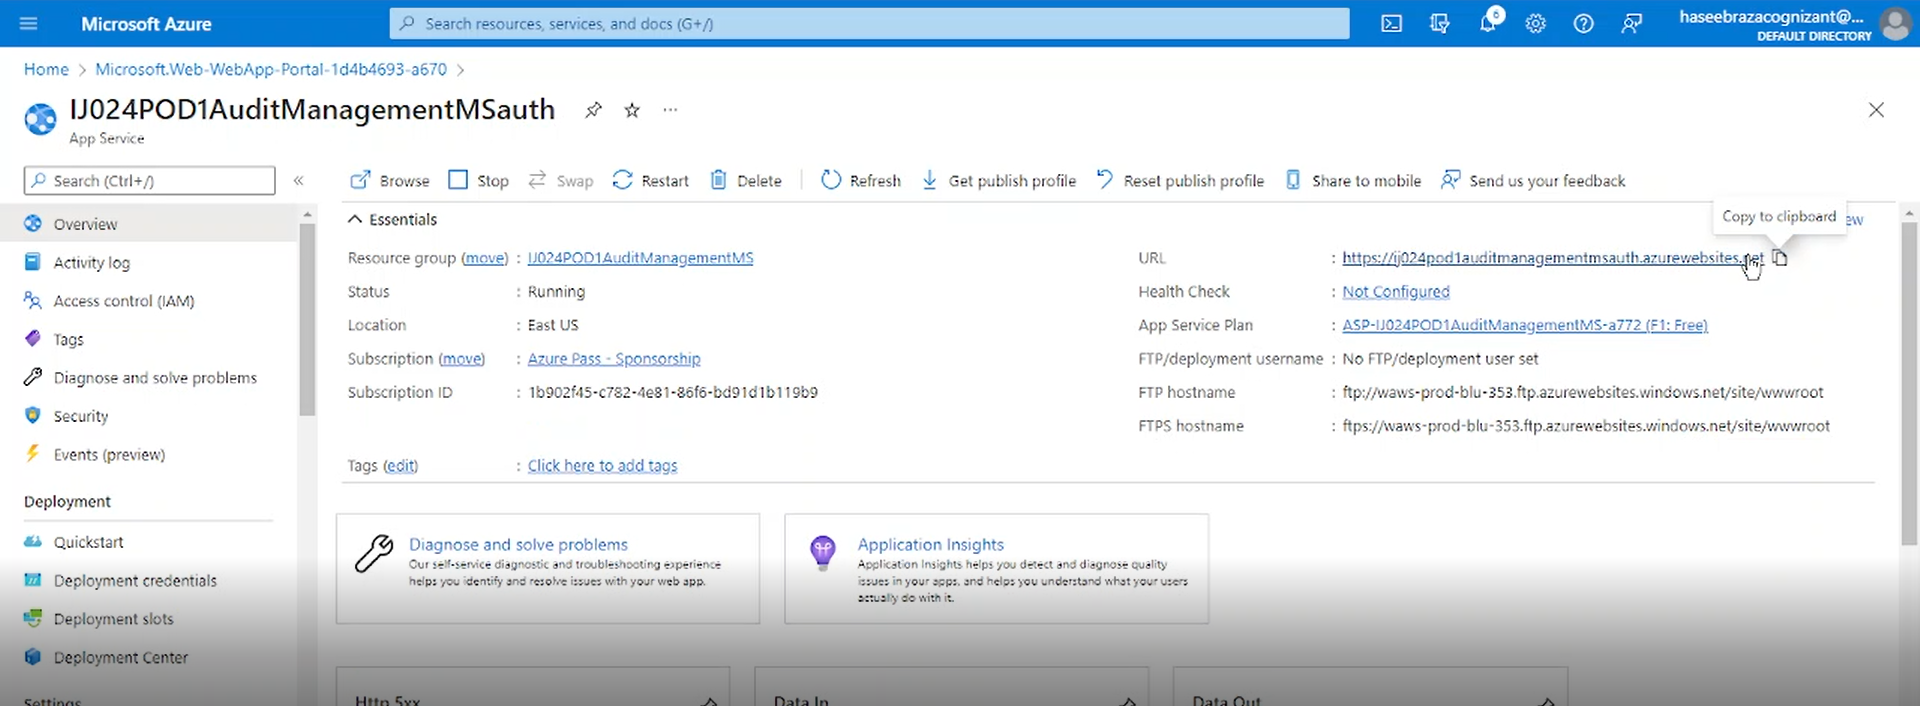 Microsoft Azure
Search resources, services, and docs (G+/)
6
haseebrazacognizant@...
DEFAULT DIRECTORY
Home > Microsoft.Web-WebApp-Portal-1d4b4693-a670 >
IJ024POD1AuditManagementMSauth
App Service
Search (Ctrl+/)
«
Browse Stop Swap Restart Delete Refresh Get publish profile Reset publish profile Share to mobile Send us your feedback
Overview
Activity log
Access control (IAM)
Tags
Diagnose and solve problems
Security
Events (preview)
Deployment
Quickstart
Deployment credentials
Deployment slots
Deployment Center
Settings
Essentials
Copy to clipboard
Resource group (move) : IJ024POD1AuditManagementMS
Status : Running
Location : East US
Subscription (move) : Azure Pass - Sponsorship
Subscription ID : 1b902f45-c782-4e81-86f6-bd91d1b119b9
Tags (edit) : Click here to add tags
URL : https://ij024pod1auditmanagementmsauth.azurewebsites.net
Health Check : Not Configured
App Service Plan : ASP-IJ024POD1AuditManagementMS-a772 (F1: Free)
FTP/deployment username : No FTP/deployment user set
FTP hostname : ftp://waws-prod-blu-353.ftp.azurewebsites.windows.net/site/wwwroot
FTPS hostname : ftps://waws-prod-blu-353.ftp.azurewebsites.windows.net/site/wwwroot
Diagnose and solve problems
Our self-service diagnostic and troubleshooting experience
helps you identify and resolve issues with your web app.
Application Insights
Application Insights helps you detect and diagnose quality
issues in your apps, and helps you understand what your users
actually do with it.
Http 5xx
Data In
Data Out